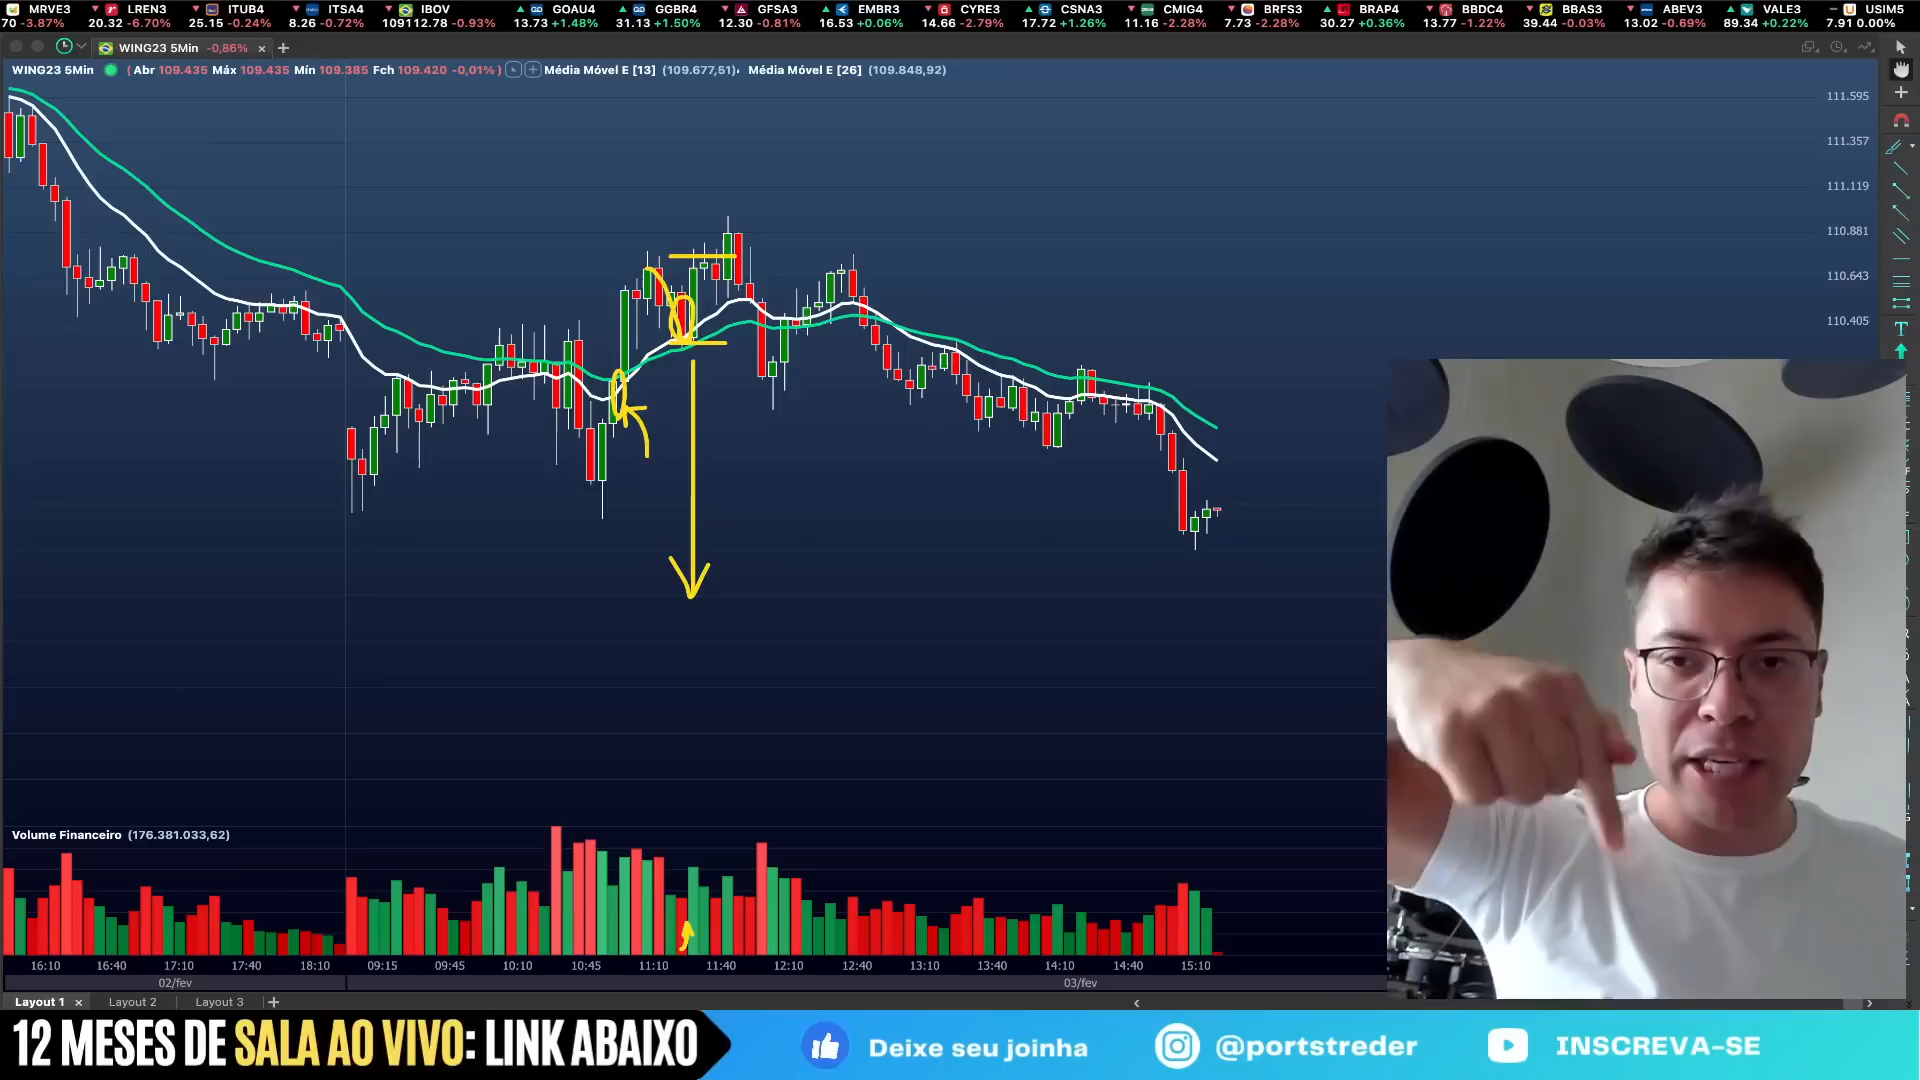 MRVE3 LREN3 ITUB4 ITSA4 IBOV GOAU4 GGBR4 GFSA3 EMBR3 CYRE3 CSNA3 CMIG4 BRFS3 BRAP4 BBDC4 BBAS3 ABEV3 VALE3 USIM5
70 -3.87% 20.32 -6.70% 25.15 -0.24% 8.26 -0.72% 109112.78 -0.93% 13.73 +1.48% 31.13 +1.50% 12.30 -0.81% 16.53 +0.06% 14.66 -2.79% 17.72 +1.26% 11.16 -2.28% 7.73 -2.28% 30.27 +0.36% 13.77 -1.22% 39.44 -0.03% 13.02 -0.69% 89.34 +0.22% 7.91 0.00%
WING23 5Min -0,86%
WING23 5Min ( Abr 109.435 Máx 109.435 Mín 109.385 Fch 109.420 -0,01% ) Média Móvel E [13] (109.677,51) Média Móvel E [26] (109.848,92)
111.595
111.357
111.119
110.881
110.643
110.405
Volume Financeiro (176.381.033,62)
16:10 16:40 17:10 17:40 18:10 09:15 09:45 10:10 10:45 11:10 11:40 12:10 12:40 13:10 13:40 14:10 14:40 15:10
02/fev 03/fev
Layout 1 Layout 2 Layout 3
12 MESES DE SALA AO VIVO: LINK ABAIXO
Deixe seu joinha
@portstreder
INSCREVA-SE